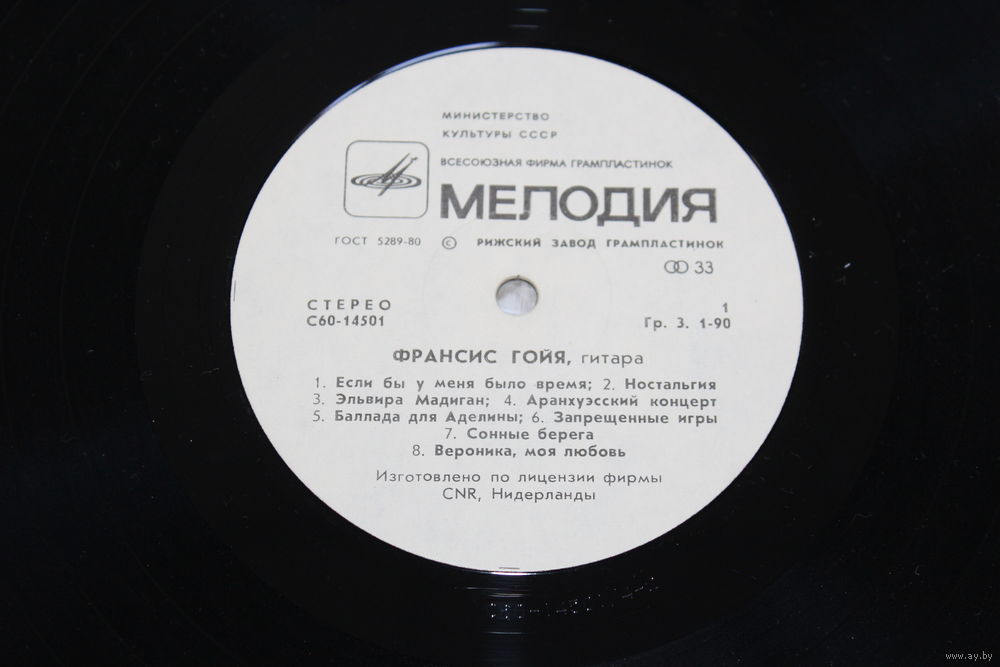 МИНИСТЕРСТВО
КУЛЬТУРЫ СССР
ВСЕСОЮЗНАЯ ФИРМА ГРАМПЛАСТИНОК
МЕЛОДИЯ
ГОСТ 5289-80 © РИЖСКИЙ ЗАВОД ГРАМПЛАСТИНОК
33
СТЕРЕО 1
С60-14501 Гр. 3. 1-90
ФРАНСИС ГОЙЯ, гитара
1. Если бы у меня было время; 2. Ностальгия
3. Эльвира Мадиган; 4. Аранхуэсский концерт
5. Баллада для Аделины; 6. Запрещенные игры
7. Сонные берега
8. Вероника, моя любовь
Изготовлено по лицензии фирмы
CNR, Нидерланды
www.ay.by